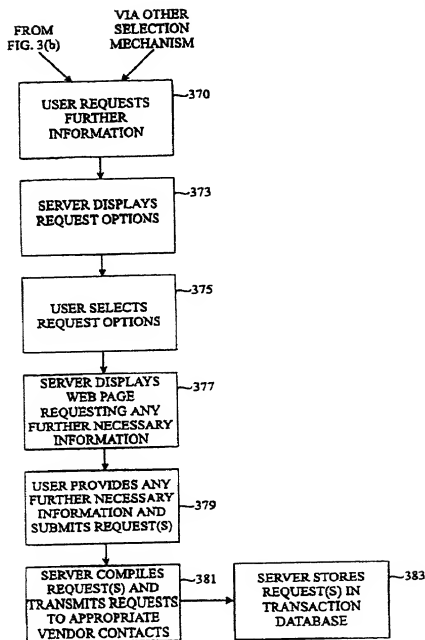 FROM
FIG. 3(b)
VIA OTHER
SELECTION
MECHANISM
USER REQUESTS
FURTHER
INFORMATION
370
SERVER DISPLAYS
REQUEST OPTIONS
373
USER SELECTS
REQUEST OPTIONS
375
SERVER DISPLAYS
WEB PAGE
REQUESTING ANY
FURTHER NECESSARY
INFORMATION
377
USER PROVIDES ANY
FURTHER NECESSARY
INFORMATION AND
SUBMITS REQUEST(S)
379
SERVER COMPILES
REQUEST(S) AND
TRANSMITS REQUESTS
TO APPROPRIATE
VENDOR CONTACTS
381
SERVER STORES
REQUEST(S) IN
TRANSACTION
DATABASE
383